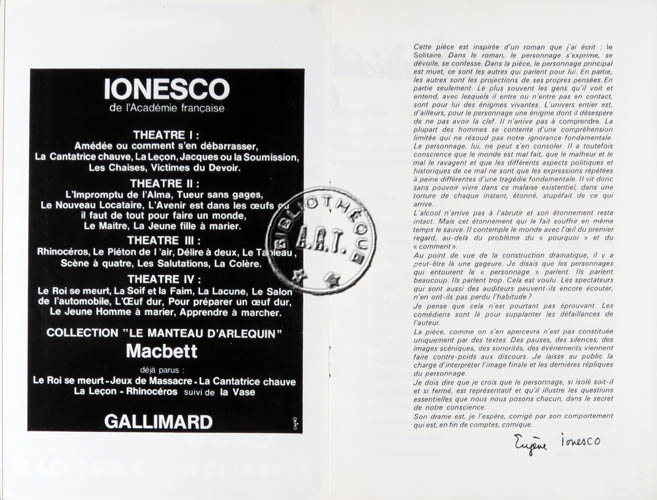 IONESCO
de l'Académie française
THEATRE I :
Amédée ou comment s'en débarrasser,
La Cantatrice chauve, La Leçon, Jacques ou la Soumission,
Les Chaises, Victimes du Devoir.
THEATRE II :
L'Impromptu de l'Alma, Tueur sans gages,
Le Nouveau Locataire, L'Avenir est dans les œufs ou
il faut de tout pour faire un monde,
Le Maître, La Jeune fille à marier.
THEATRE III :
Rhinocéros, Le Piéton de l'air, Délire à deux, Le Tableau,
Scène à quatre, Les Salutations, La Colère.
THEATRE IV :
Le Roi se meurt, La Soif et la Faim, La Lacune, Le Salon
de l'automobile, L'Œuf dur, Pour préparer un œuf dur,
Le Jeune Homme à marier, Apprendre à marcher.
COLLECTION "LE MANTEAU D'ARLEQUIN"
Macbett
déjà parus :
Le Roi se meurt - Jeux de Massacre - La Cantatrice chauve
La Leçon - Rhinocéros suivi de la Vase
GALLIMARD
BIBLIOTHÈQUE
A.R.T.
Cette pièce est inspirée d'un roman que j'ai écrit : le
Solitaire. Dans le roman, le personnage s'exprime, se
dévoile, se confesse. Dans la pièce, le personnage principal
est muet, ce sont les autres qui parlent pour lui. En partie,
les autres sont les projections de ses propres pensées. En
partie seulement. Le plus souvent les gens qu'il voit et
entend, avec lesquels il entre ou n'entre pas en contact,
sont pour lui des énigmes vivantes. L'univers entier est,
d'ailleurs, pour le personnage une énigme dont il désespère
de ne pas avoir la clef. Il n'arrive pas à comprendre. La
plupart des hommes se contente d'une compréhension
limitée qui ne résoud pas notre ignorance fondamentale.
Le personnage, lui, ne peut s'en consoler. Il a toutefois
conscience que le monde est mal fait, que le malheur et le
mal le ravagent et que les différents aspects politiques et
historiques de ce mal ne sont que les expressions répétées
à peine différentes d'une tragédie fondamentale. Il vit donc
sans pouvoir vivre dans ce malaise existentiel, dans une
torture de chaque instant, étonné, stupéfait de ce qui
arrive.
L'alcool n'arrive pas à l'abrutir et son étonnement reste
intact. Mais cet étonnement qui le fait souffrir en même
temps le sauve. Il contemple le monde avec l'œil du premier
regard, au-delà du problème du « pourquoi » et du
« comment ».
Au point de vue de la construction dramatique, il y a
peut-être là une gageure. Je disais que les personnages
qui entourent le « personnage » parlent. Ils parlent
beaucoup. Ils parlent trop. Cela est voulu. Les spectateurs
qui sont aussi des auditeurs peuvent-ils encore écouter,
n'en ont-ils pas perdu l'habitude?
Je pense que cela n'est pourtant pas éprouvant. Les
comédiens sont là pour supplanter les défaillances de
l'auteur.
La pièce, comme on s'en apercevra n'est pas constituée
uniquement par des textes. Des pauses, des silences, des
images scéniques, des sonorités, des événements viennent
faire contre-poids aux discours. Je laisse au public la
charge d'interpréter l'image finale et les dernières répliques
du personnage.
Je dois dire que je crois que le personnage, si isolé soit-il
et si fermé, est représentatif et qu'il illustre les questions
essentielles que nous nous posons chacun, dans le secret
de notre conscience.
Son drame est, je l'espère, corrigé par son comportement
qui est, en fin de comptes, comique.
Eugène Ionesco